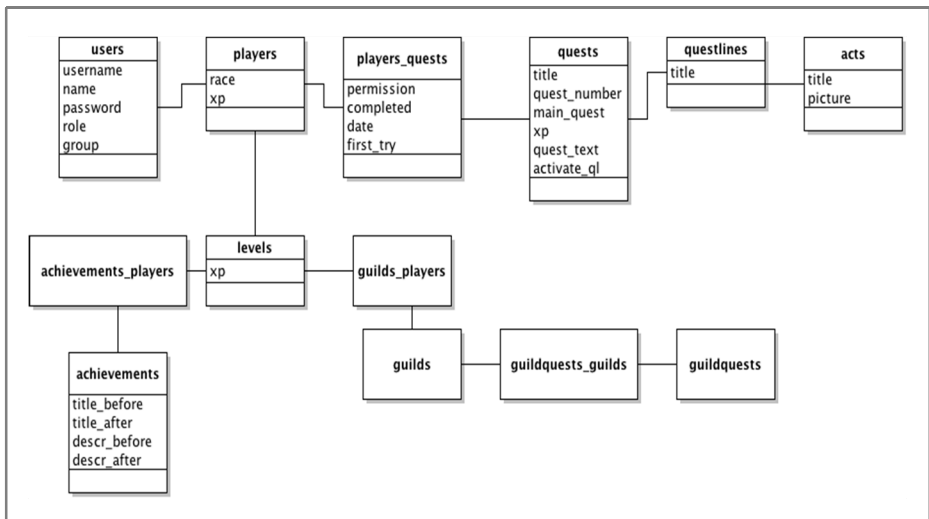 users
username
name
password
role
group
players
race
xp
players_quests
permission
completed
date
first_try
quests
title
quest_number
main_quest
xp
quest_text
activate_ql
questlines
title
acts
title
picture
achievements_players
levels
xp
guilds_players
achievements
title_before
title_after
descr_before
descr_after
guilds
guildquests_guilds
guildquests